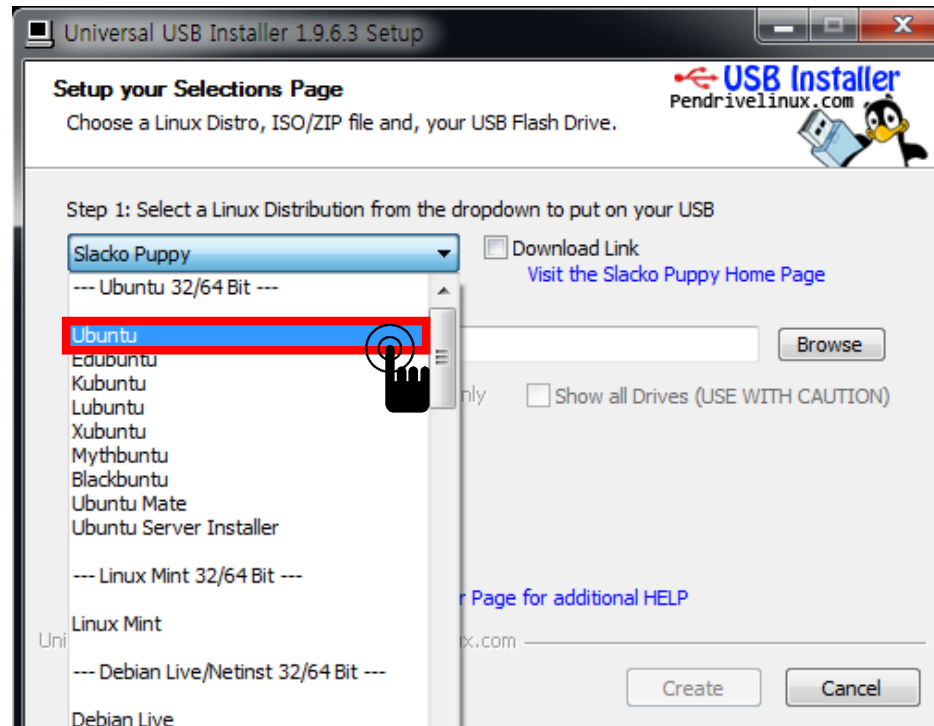 Universal USB Installer 1.9.6.3 Setup
Setup your Selections Page
Choose a Linux Distro, ISO/ZIP file and, your USB Flash Drive.
USB Installer
Pendrivelinux.com
Step 1: Select a Linux Distribution from the dropdown to put on your USB
Slacko Puppy
Download Link
Visit the Slacko Puppy Home Page
--- Ubuntu 32/64 Bit ---
Ubuntu
Browse
Edubuntu
Kubuntu
Show all Drives (USE WITH CAUTION)
Lubuntu
Xubuntu
Mythbuntu
Blackbuntu
Ubuntu Mate
Ubuntu Server Installer
--- Linux Mint 32/64 Bit ---
Page for additional HELP
Linux Mint
--- Debian Live/Netinst 32/64 Bit ---
Create
Cancel
Debian Live